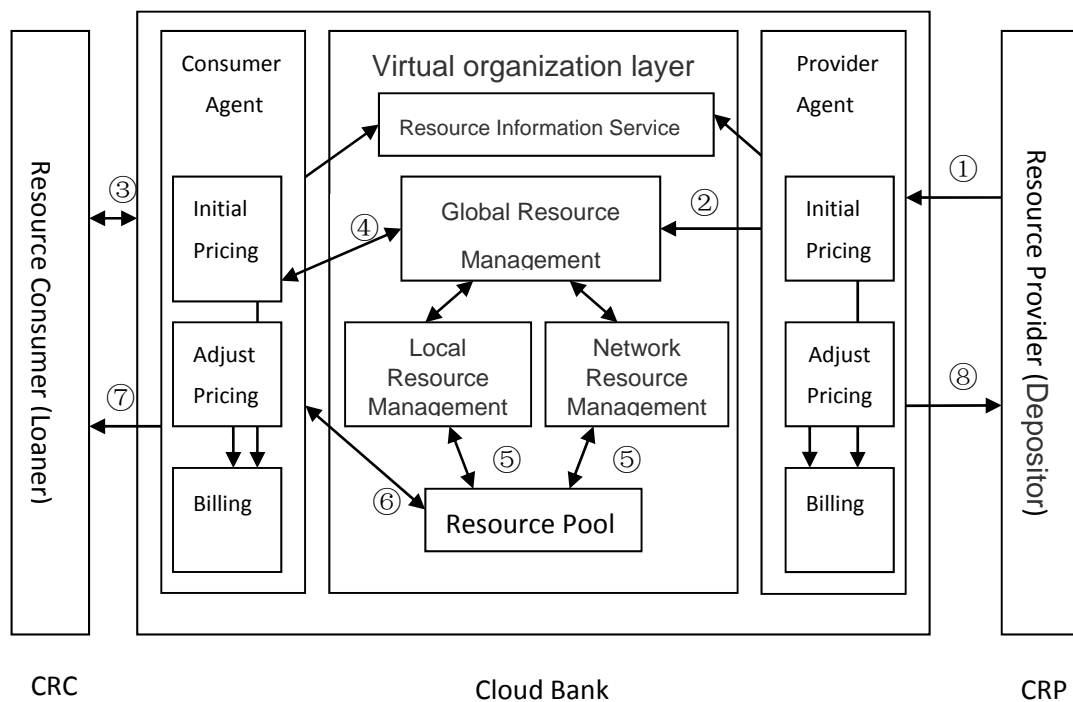 Resource Consumer (Loaner)
③
⑦
Consumer
Agent
Initial
Pricing
Adjust
Pricing
Billing
Virtual organization layer
Resource Information Service
④
Global Resource
Management
②
Local
Resource
Management
Network
Resource
Management
⑤
⑤
⑥
Resource Pool
Provider
Agent
Initial
Pricing
Adjust
Pricing
Billing
①
⑧
Resource Provider (Depositor)
CRC
Cloud Bank
CRP